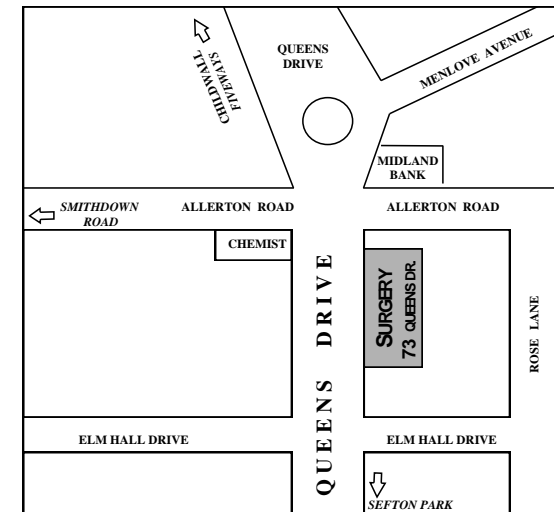 CHILDWALL
FIVEWAYS
QUEENS
DRIVE
MENLOVE AVENUE
MIDLAND
BANK
SMITHDOWN
ROAD
ALLERTON ROAD
ALLERTON ROAD
CHEMIST
QUEENS DRIVE
SURGERY
73 QUEENS DR.
ROSE LANE
ELM HALL DRIVE
ELM HALL DRIVE
SEFTON PARK